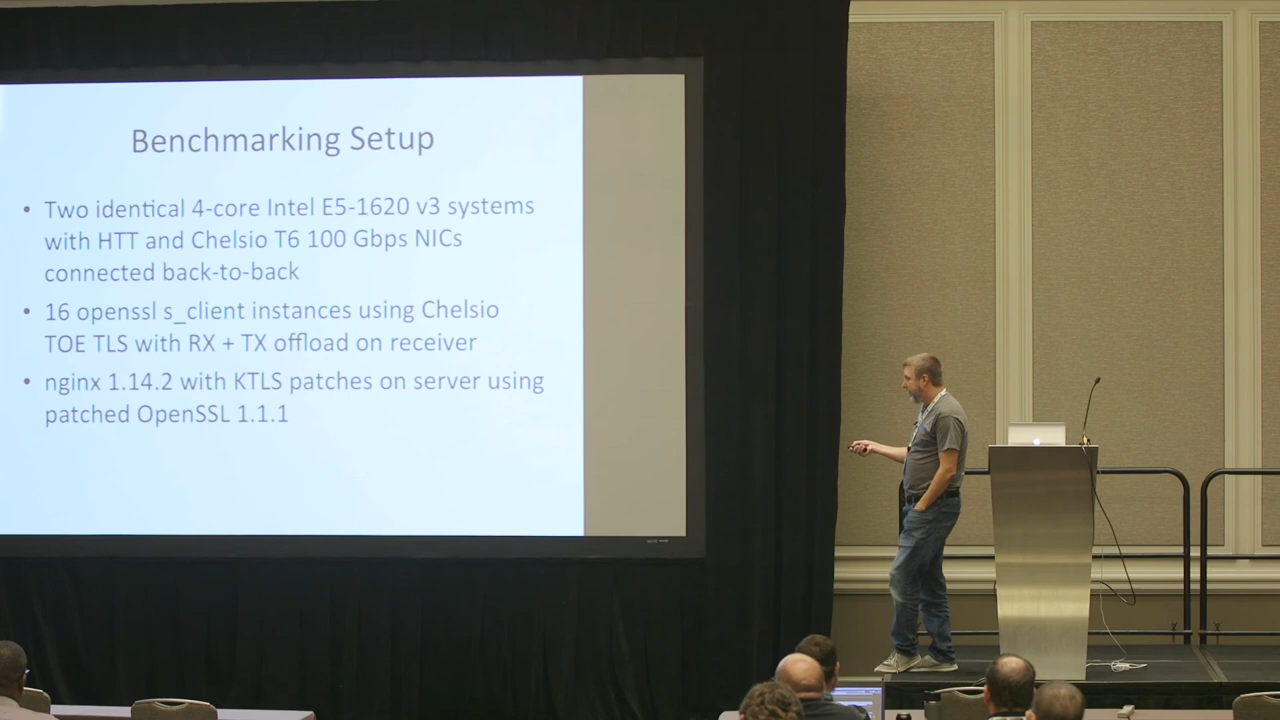 Benchmarking Setup
• Two identical 4-core Intel E5-1620 v3 systems
with HTT and Chelsio T6 100 Gbps NICs
connected back-to-back
• 16 openssl s_client instances using Chelsio
TOE TLS with RX + TX offload on receiver
• nginx 1.14.2 with KTLS patches on server using
patched OpenSSL 1.1.1